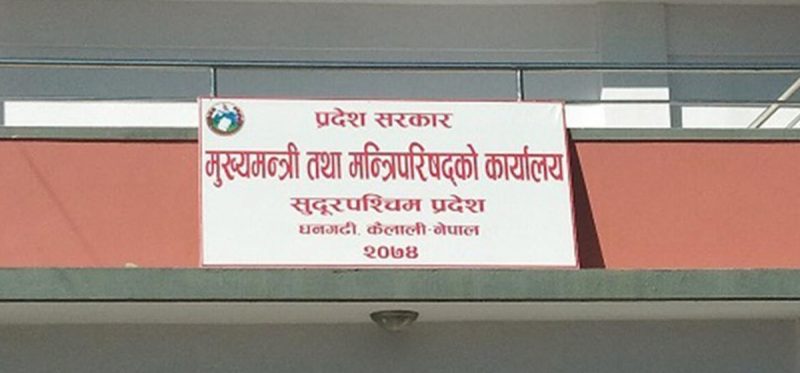 प्रदेश सरकार
मुख्यमन्त्री तथा मन्त्रिपरिषद्को कार्यालय
सुदूरपश्चिम प्रदेश
धनगढी, कैलाली-नेपाल
२०७४